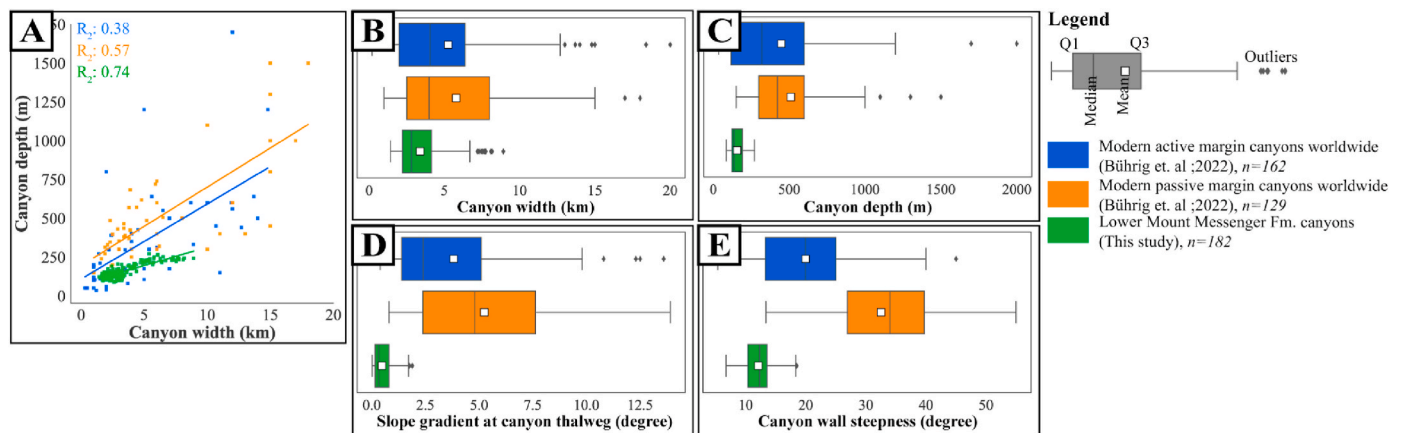 A
R2: 0.38
R2: 0.57
R2: 0.74
Canyon depth (m)
1500
1250
1000
750
500
250
0
0 5 10 15 20
Canyon width (km)
B
0 5 10 15 20
Canyon width (km)
C
0 500 1000 1500 2000
Canyon depth (m)
D
0.0 2.5 5.0 7.5 10.0 12.5
Slope gradient at canyon thalweg (degree)
E
10 20 30 40 50
Canyon wall steepness (degree)
Legend
Q1 Q3
Median
Mean
Outliers
Modern active margin canyons worldwide
(Bührig et. al ;2022), n=162
Modern passive margin canyons worldwide
(Bührig et. al ;2022), n=129
Lower Mount Messenger Fm. canyons
(This study), n=182